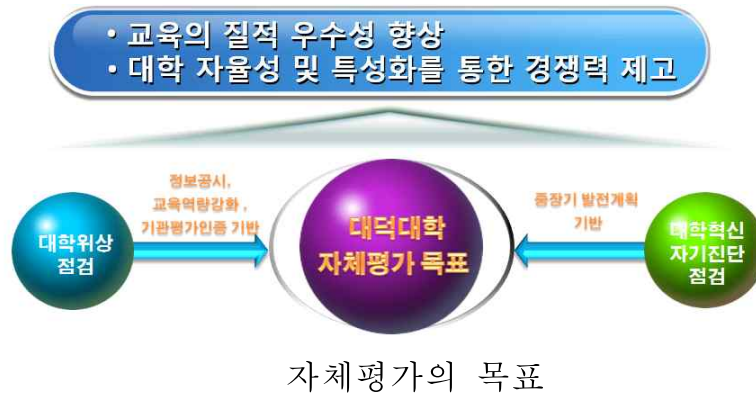 • 교육의 질적 우수성 향상
• 대학 자율성 및 특성화를 통한 경쟁력 제고
정보공시,
교육역량강화 ,
기관평가인증 기반
중장기 발전계획
기반
대학위상
점검
대덕대학
자체평가 목표
대학혁신
자기진단
점검
자체평가의 목표